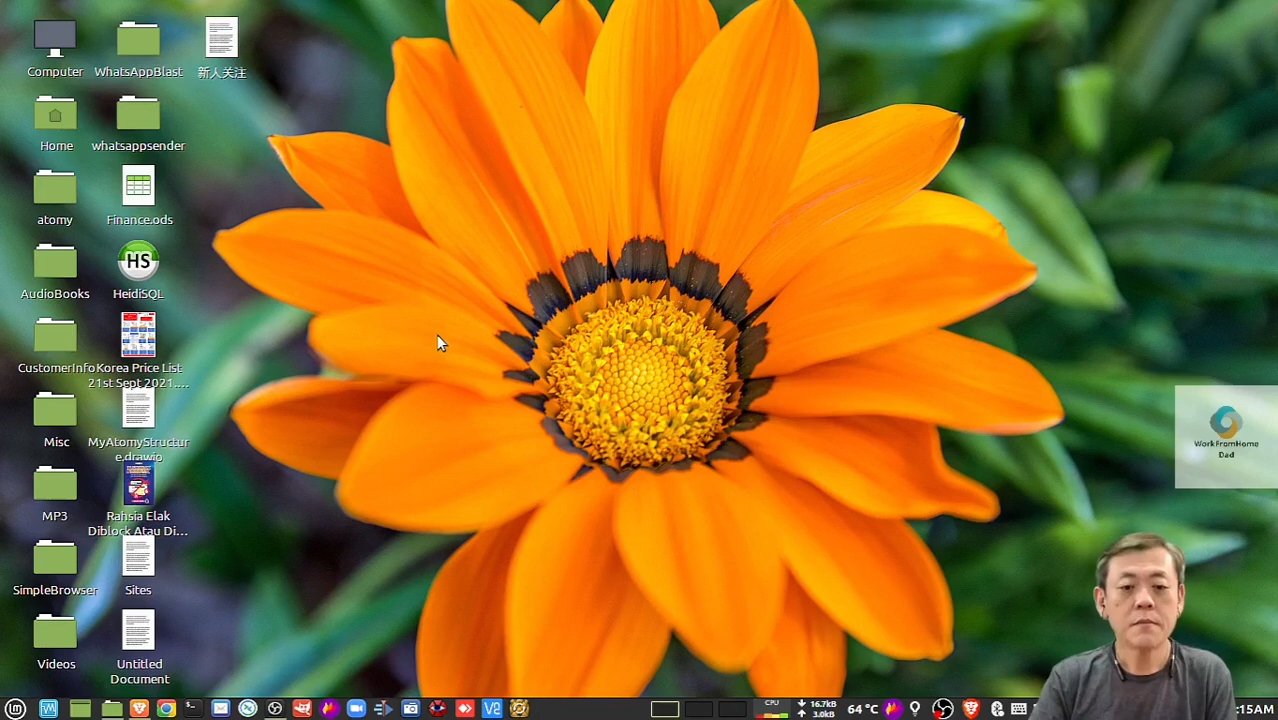 Computer
WhatsAppBlast
新人关注
Home
whatsappsender
atomy
Finance.ods
AudioBooks
HS
HeidiSQL
CustomerInfo
Korea Price List
21st Sept 2021....
Misc
MyAtomyStructur
e.drawio
MP3
Rahsia Elak
Diblock Atau Di...
SimpleBrowser
Sites
Videos
Untitled
Document
WorkFromHome
Dad
CPU
16.7kB
3.0kB
64 °C
:15AM